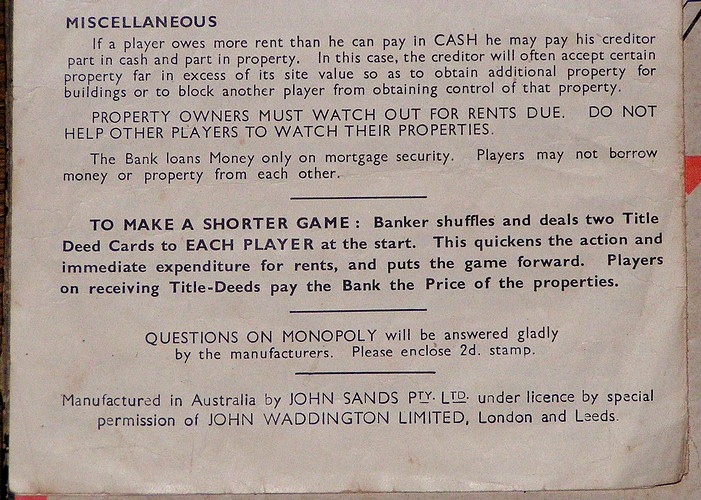 MISCELLANEOUS
If a player owes more rent than he can pay in CASH he may pay his creditor
part in cash and part in property. In this case, the creditor will often accept certain
property far in excess of its site value so as to obtain additional property for
buildings or to block another player from obtaining control of that property.
PROPERTY OWNERS MUST WATCH OUT FOR RENTS DUE. DO NOT
HELP OTHER PLAYERS TO WATCH THEIR PROPERTIES.
The Bank loans Money only on mortgage security. Players may not borrow
money or property from each other.
TO MAKE A SHORTER GAME : Banker shuffles and deals two Title
Deed Cards to EACH PLAYER at the start. This quickens the action and
immediate expenditure for rents, and puts the game forward. Players
on receiving Title-Deeds pay the Bank the Price of the properties.
QUESTIONS ON MONOPOLY will be answered gladly
by the manufacturers. Please enclose 2d. stamp.
Manufactured in Australia by JOHN SANDS PTY. LTD. under licence by special
permission of JOHN WADDINGTON LIMITED, London and Leeds.